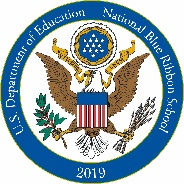 U.S. Department of Education National Blue Ribbon School
2019